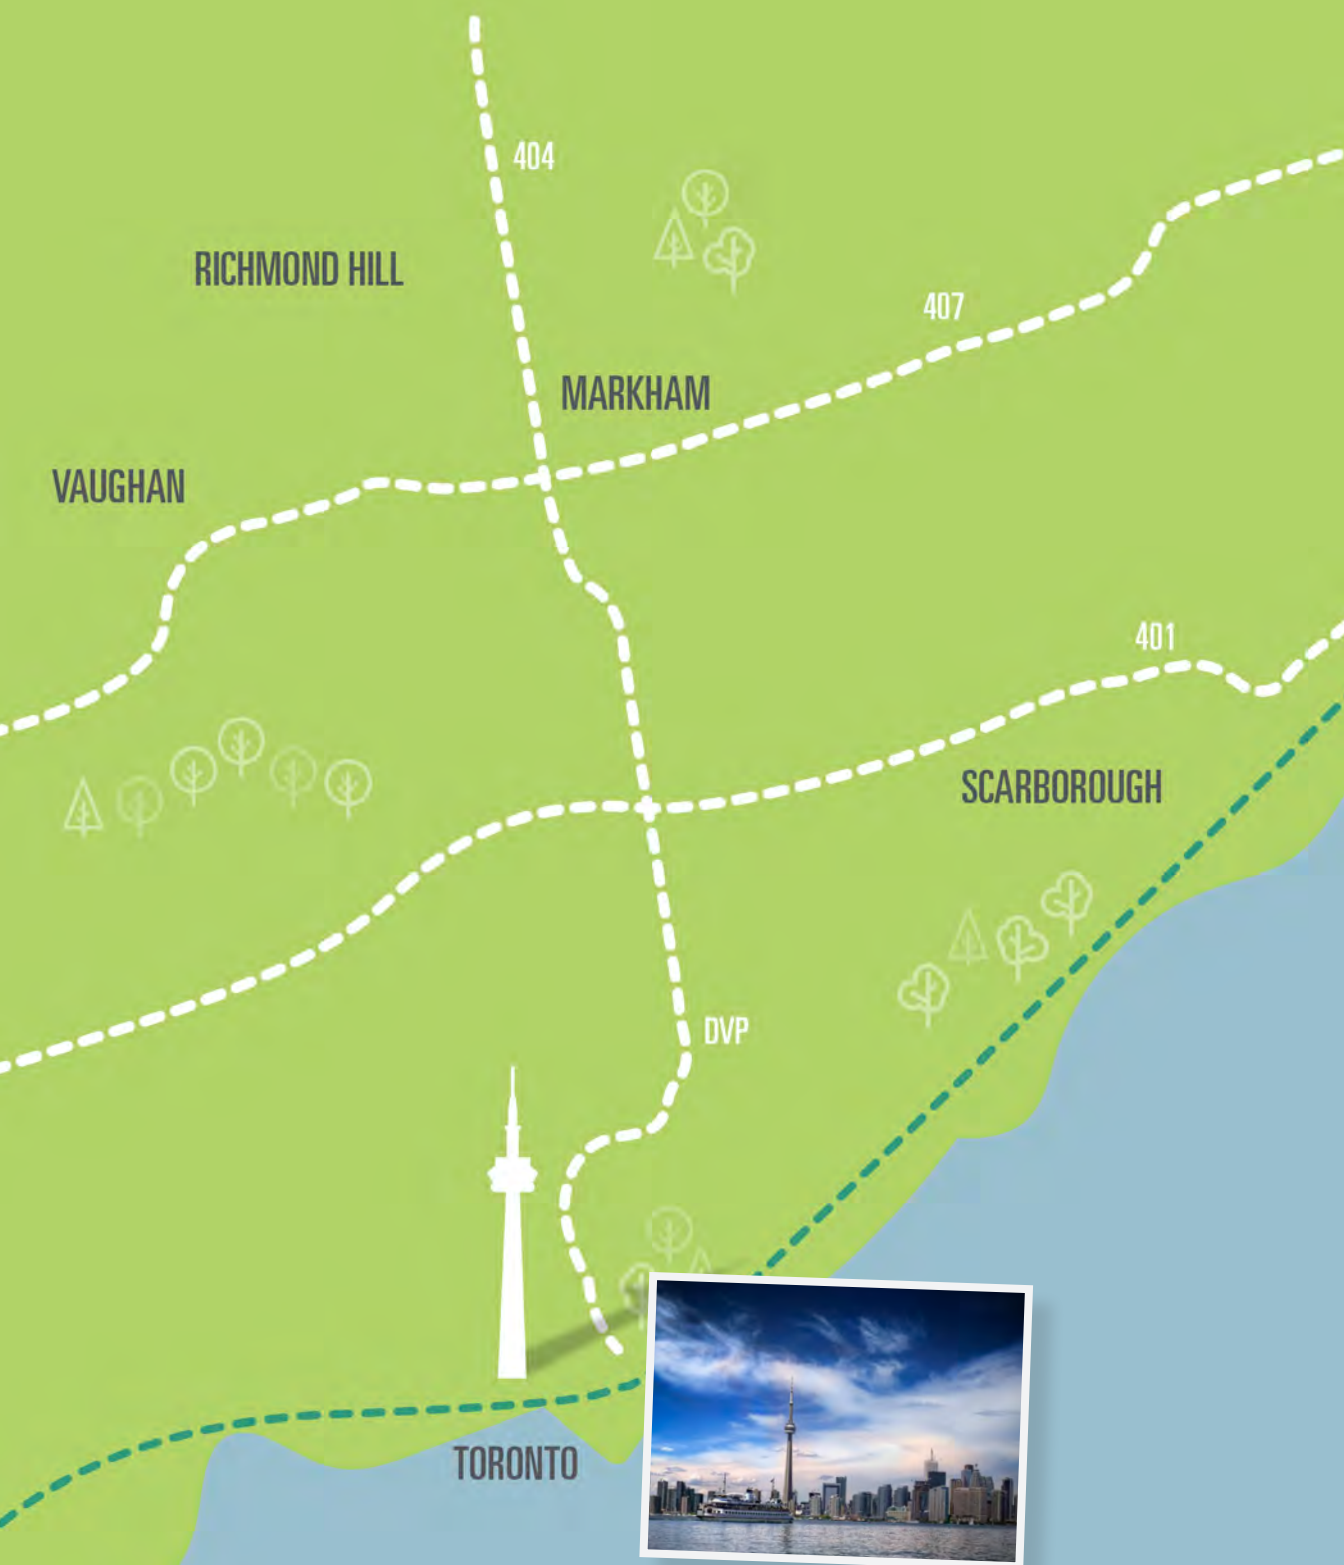 404
RICHMOND HILL
407
MARKHAM
VAUGHAN
401
SCARBOROUGH
DVP
TORONTO